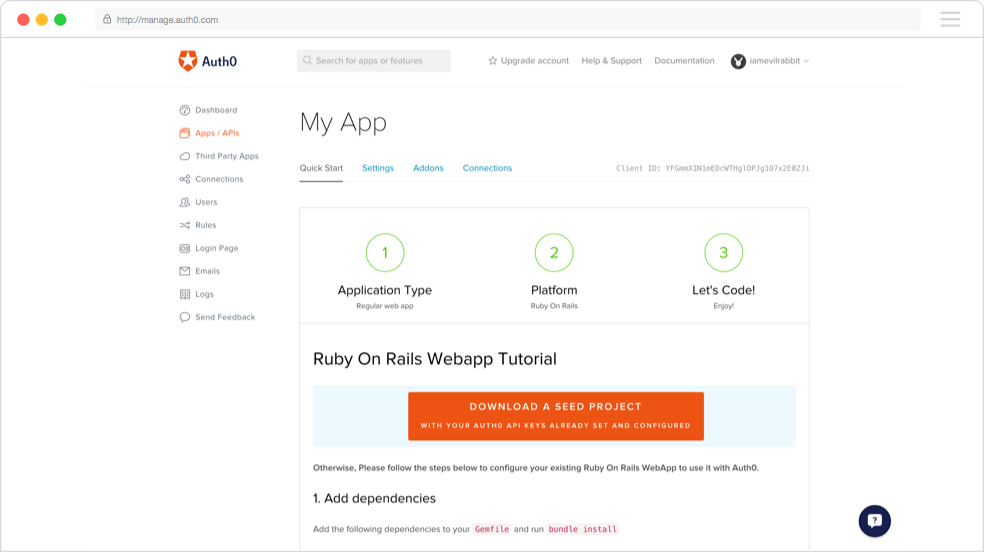 http://manage.auth0.com
Auth0
Search for apps or features
Upgrade account
Help & Support
Documentation
iamevilrabbit
Dashboard
Apps / APIs
Third Party Apps
Connections
Users
Rules
Login Page
Emails
Logs
Send Feedback
My App
Quick Start
Settings
Addons
Connections
Client ID: YFGmmXIN1mEDcWTHglOPJg1O7x2E0ZJi
1
Application Type
Regular web app
2
Platform
Ruby On Rails
3
Let's Code!
Enjoy!
Ruby On Rails Webapp Tutorial
DOWNLOAD A SEED PROJECT
WITH YOUR AUTH0 API KEYS ALREADY SET AND CONFIGURED
Otherwise, Please follow the steps below to configure your existing Ruby On Rails WebApp to use it with Auth0.
1. Add dependencies
Add the following dependencies to your Gemfile and run bundle install
?